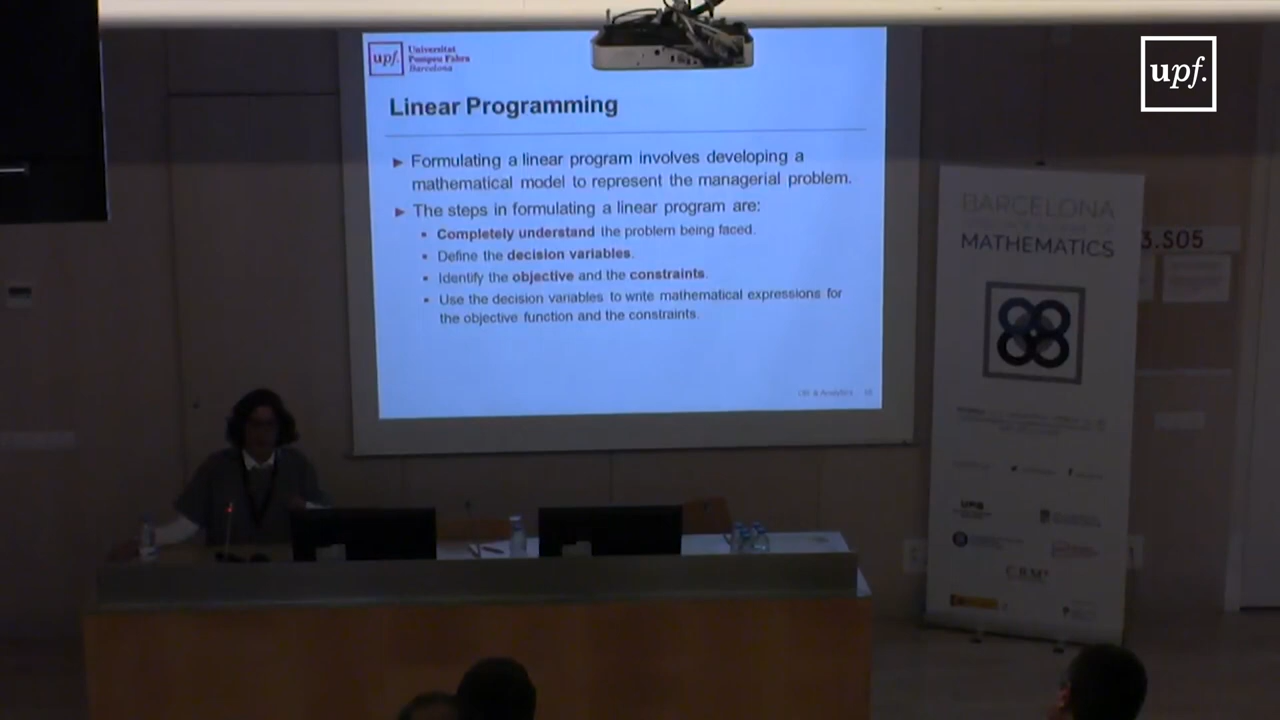 upf.
Universitat
Pompeu Fabra
Barcelona
upf.
Linear Programming
► Formulating a linear program involves developing a
mathematical model to represent the managerial problem.
► The steps in formulating a linear program are:
▪ Completely understand the problem being faced.
▪ Define the decision variables.
▪ Identify the objective and the constraints.
▪ Use the decision variables to write mathematical expressions for
the objective function and the constraints.
BARCELONA
MATHEMATICS
3.S05
UPC
CRM